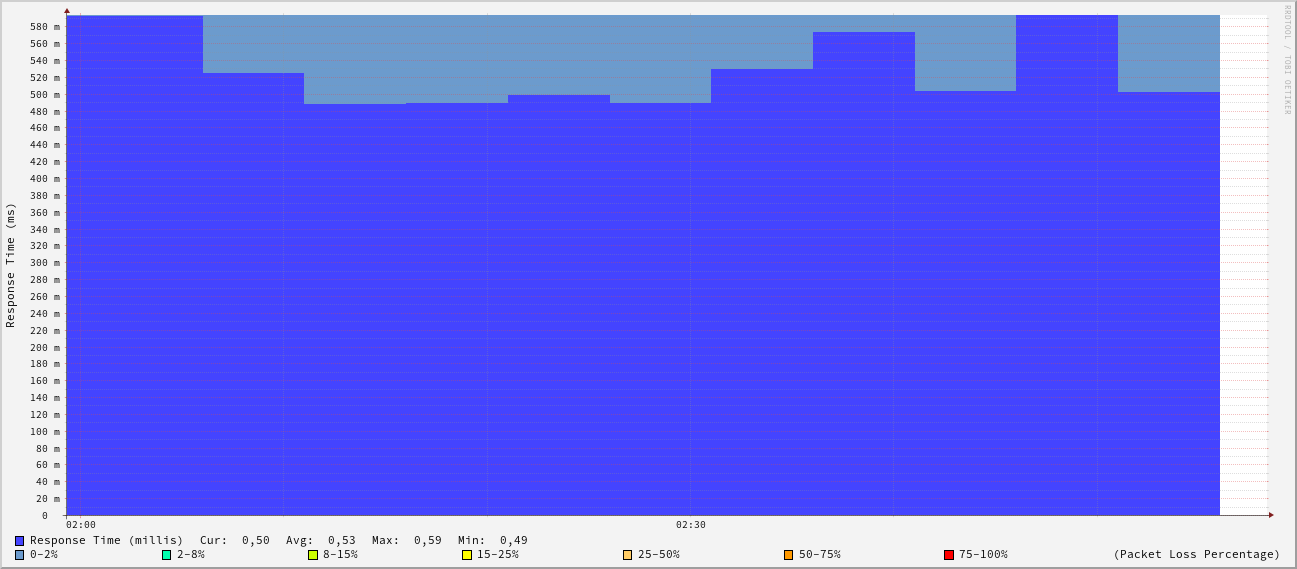 RRDTOOL / TOBI OETIKER
Response Time (ms)
580 m
560 m
540 m
520 m
500 m
480 m
460 m
440 m
420 m
400 m
380 m
360 m
340 m
320 m
300 m
280 m
260 m
240 m
220 m
200 m
180 m
160 m
140 m
120 m
100 m
80 m
60 m
40 m
20 m
0
02:00 02:30
Response Time (millis) Cur: 0,50 Avg: 0,53 Max: 0,59 Min: 0,49
0-2% 2-8% 8-15% 15-25% 25-50% 50-75% 75-100% (Packet Loss Percentage)